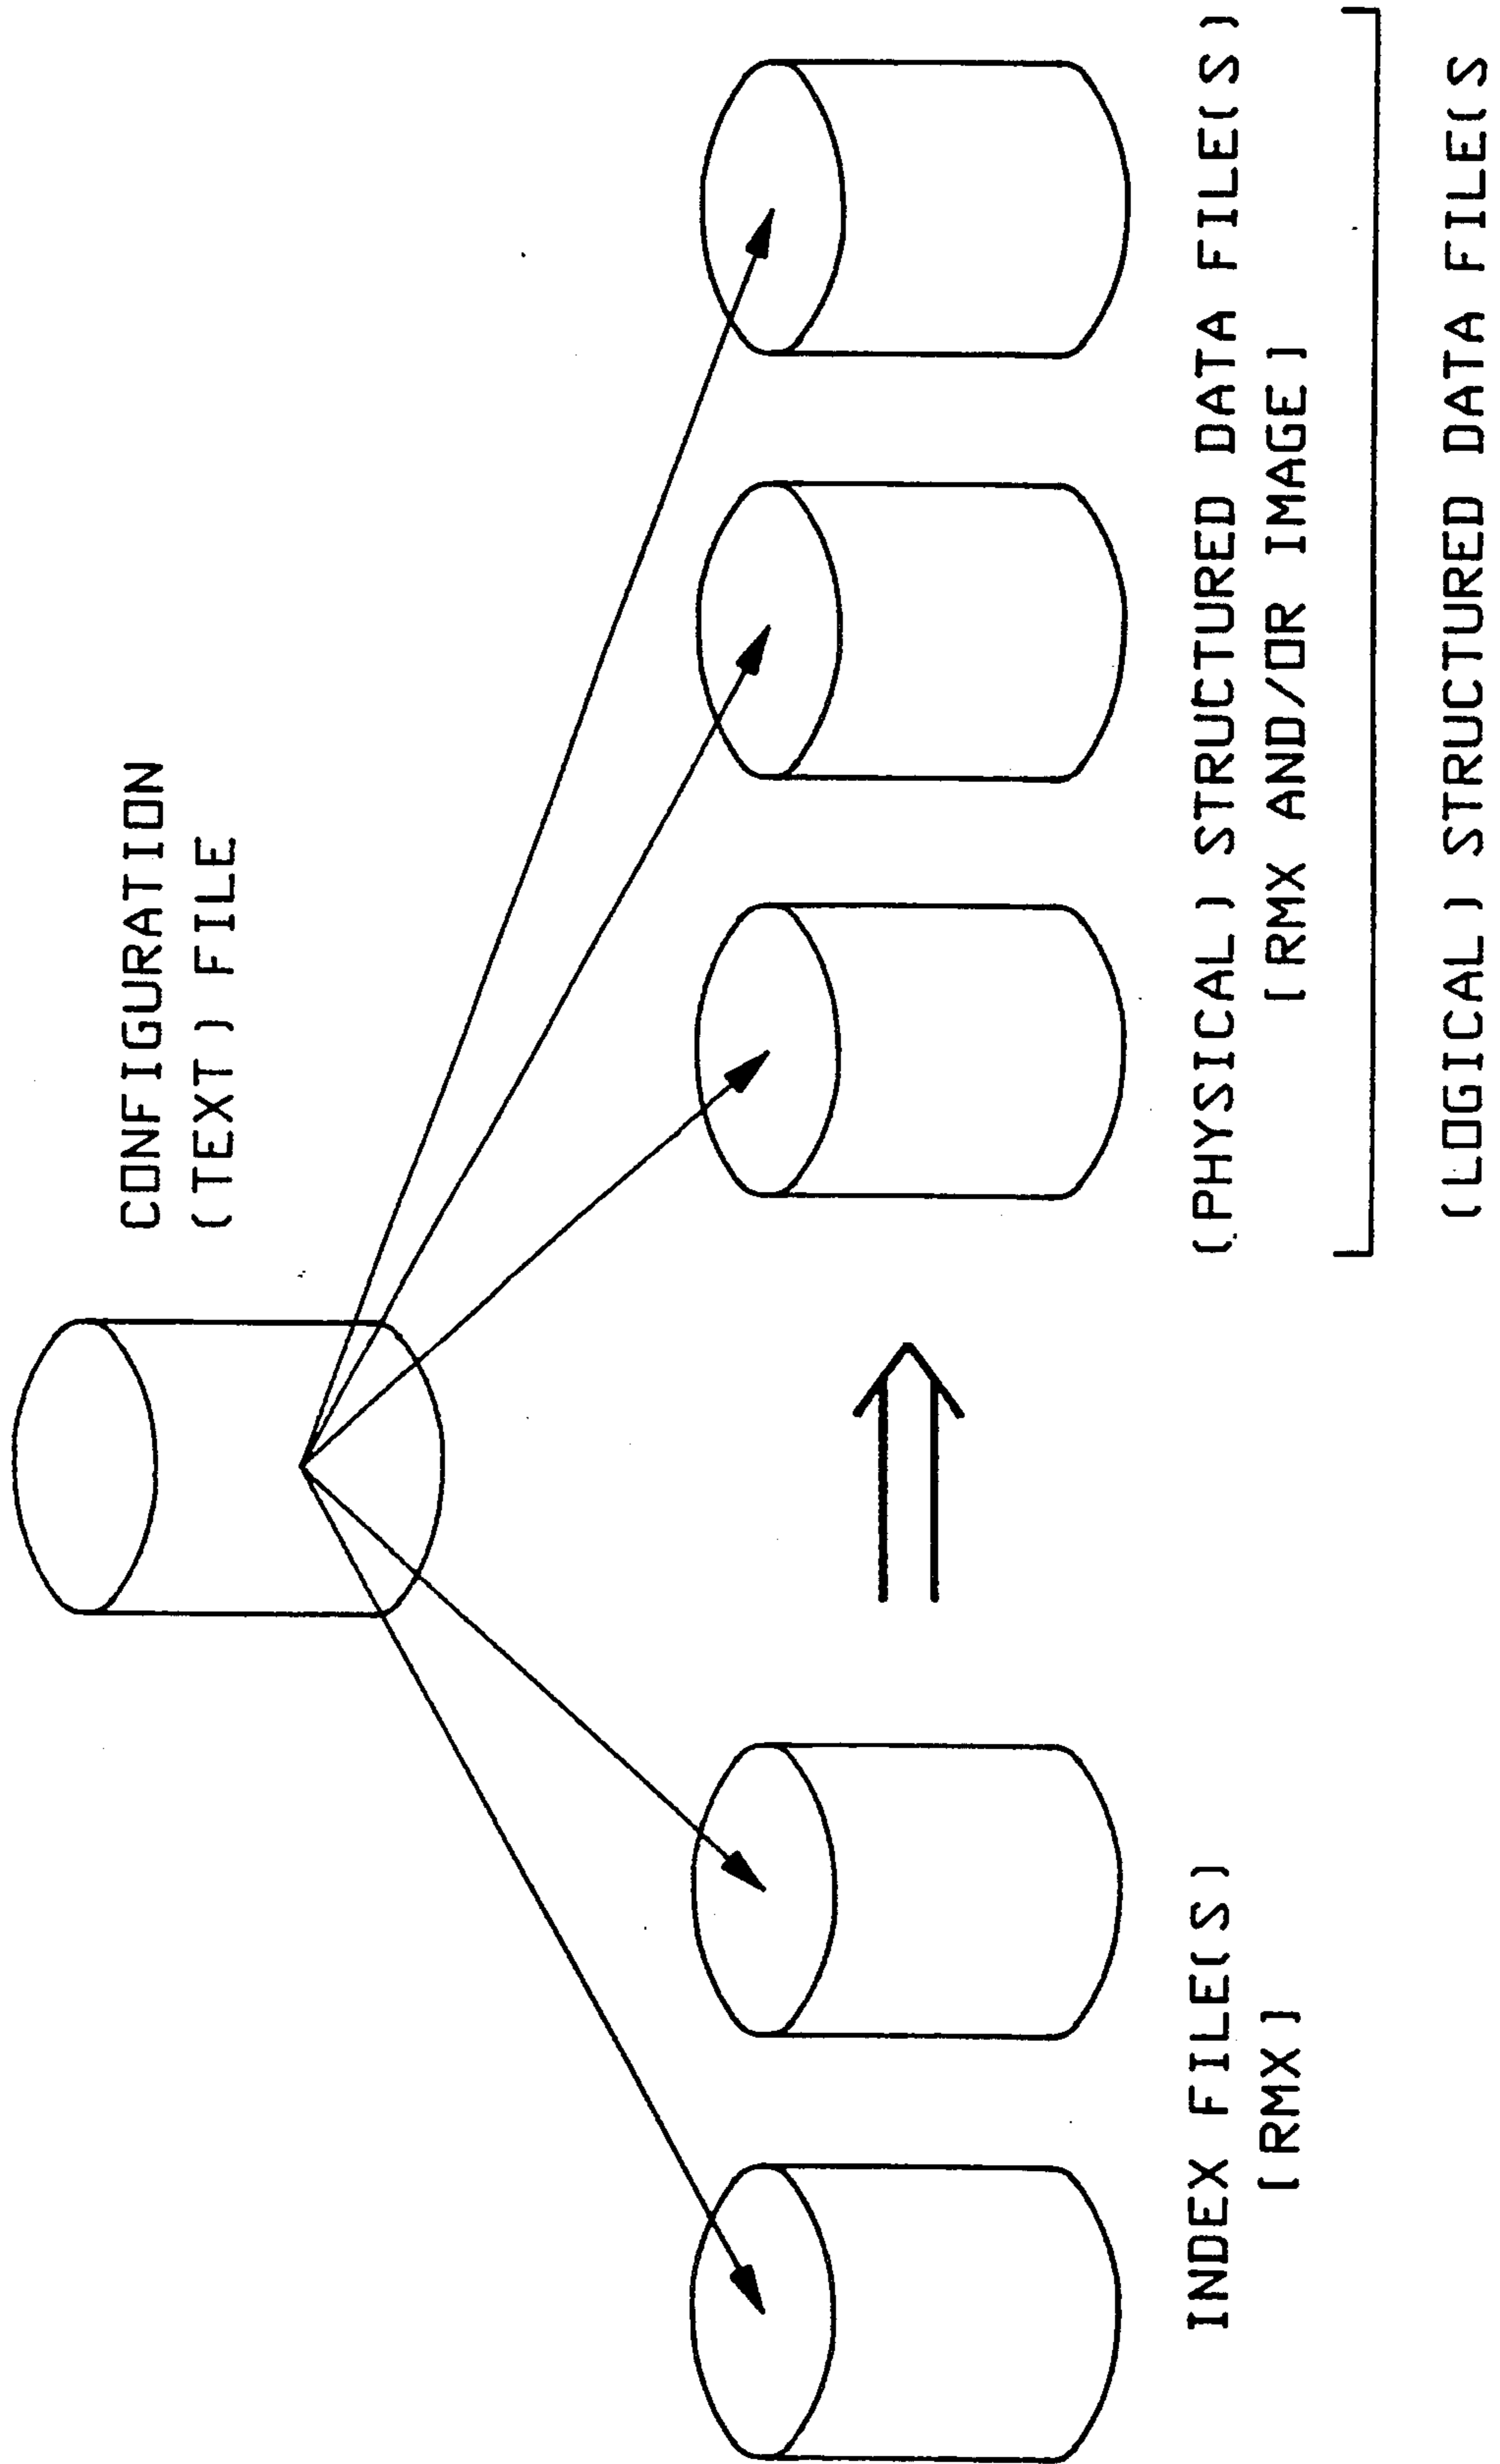 CONFIGURATION
(TEXT) FILE
INDEX FILE(S)
[RMX]
(PHYSICAL) STRUCTURED DATA FILE(S)
[RMX AND/OR IMAGE]
(LOGICAL) STRUCTURED DATA FILE(S